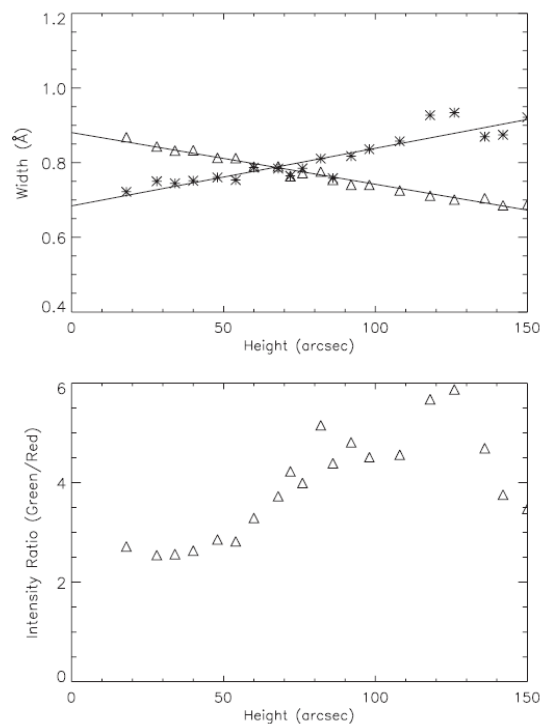 1.2
1.0
0.8
0.6
0.4
Width (Å)
0 50 100 150
Height (arcsec)
6
4
2
0
Intensity Ratio (Green/Red)
0 50 100 150
Height (arcsec)